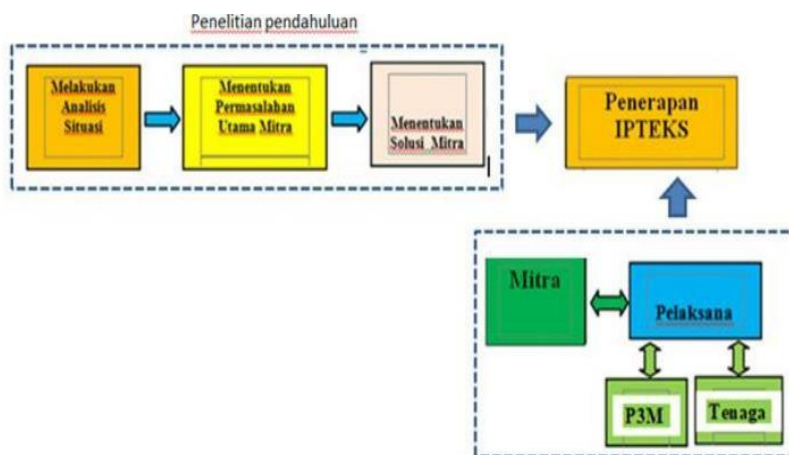 Penelitian pendahuluan
Melakukan
Analisis
Situasi
Menentukan
Permasalahan
Utama Mitra
Menentukan
Solusi Mitra
Penerapan
IPTEKS
Mitra
Pelaksana
P3M
Tenaga